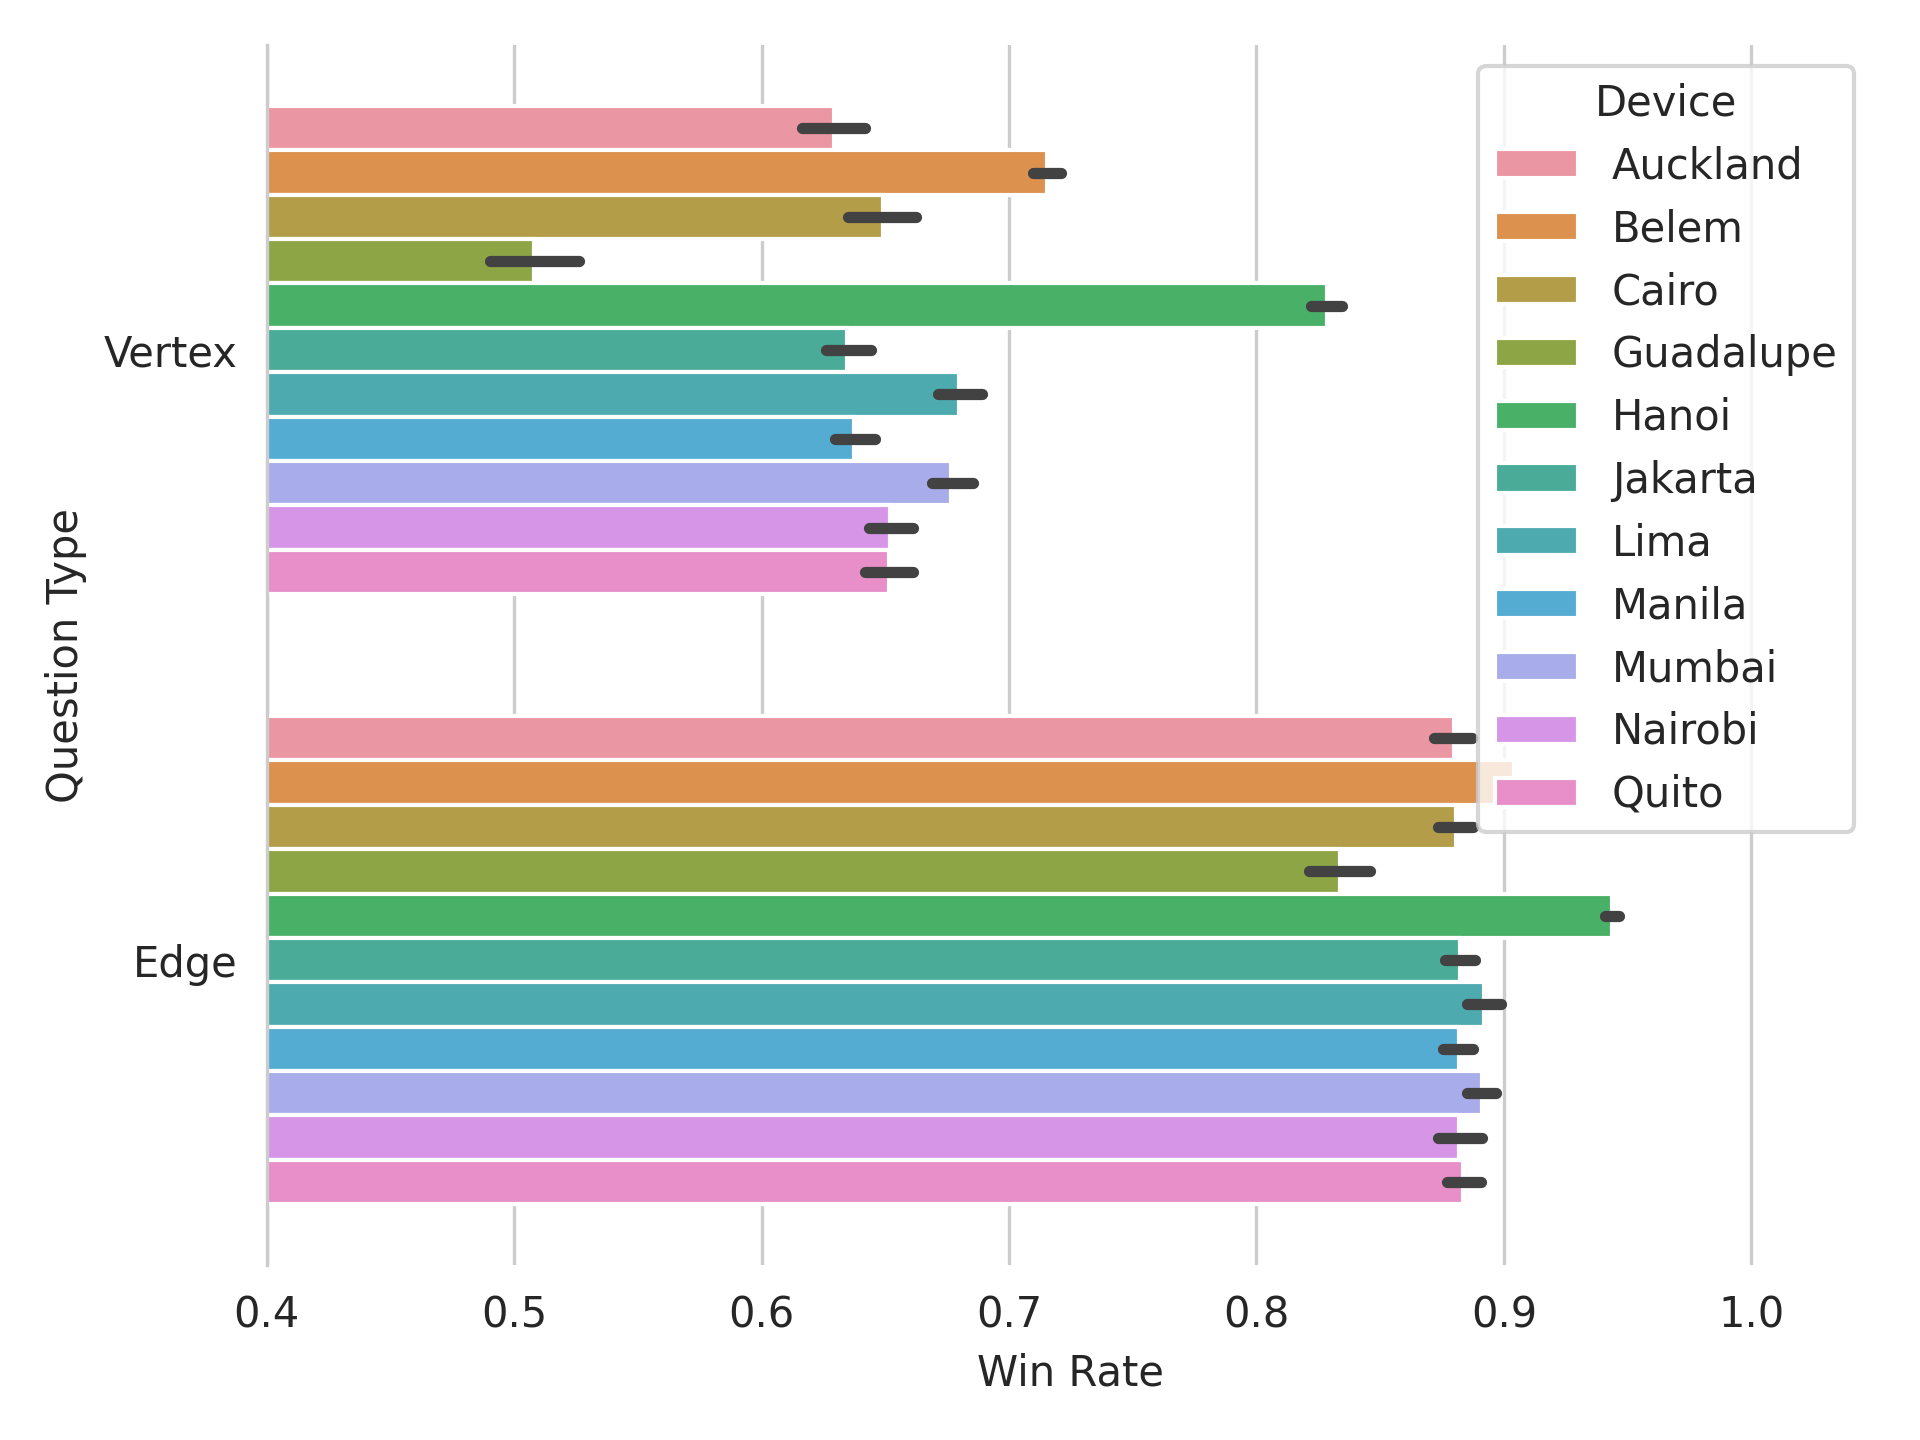 Device
Auckland
Belem
Cairo
Guadalupe
Hanoi
Jakarta
Lima
Manila
Mumbai
Nairobi
Quito
Question Type
Vertex
Edge
0.4 0.5 0.6 0.7 0.8 0.9 1.0
Win Rate